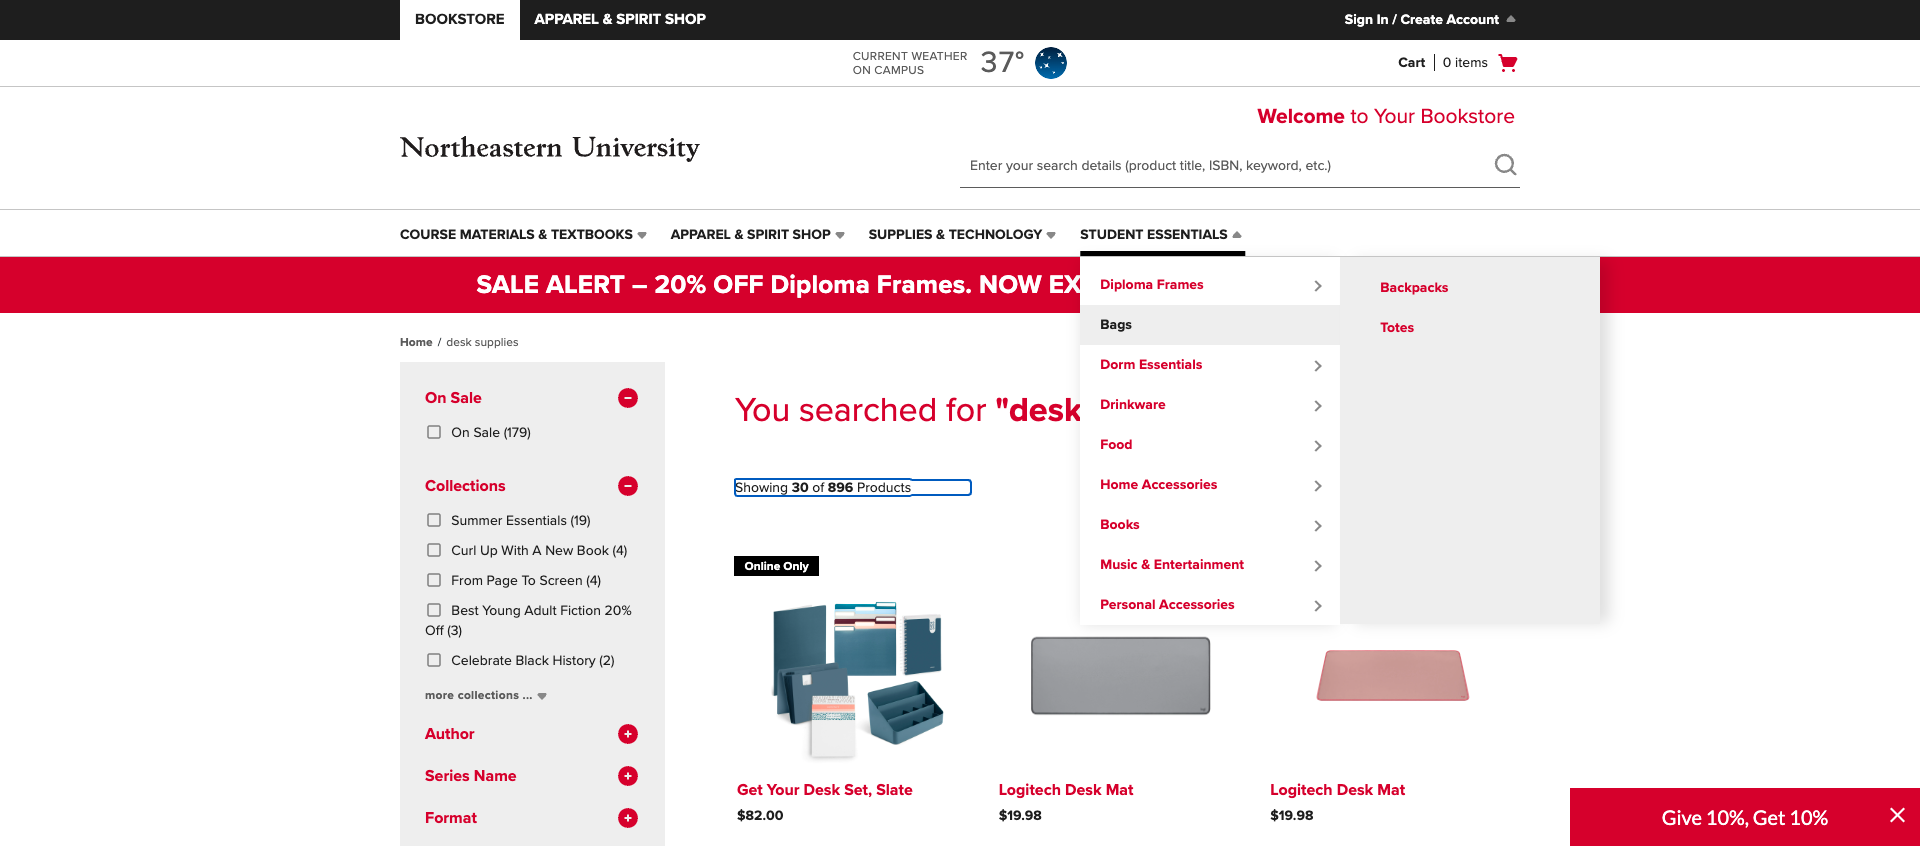 BOOKSTORE
APPAREL & SPIRIT SHOP
Sign In / Create Account
CURRENT WEATHER
ON CAMPUS
37°
Cart
0 items
Welcome to Your Bookstore
Northeastern University
Enter your search details (product title, ISBN, keyword, etc.)
COURSE MATERIALS & TEXTBOOKS
APPAREL & SPIRIT SHOP
SUPPLIES & TECHNOLOGY
STUDENT ESSENTIALS
SALE ALERT – 20% OFF Diploma Frames. NOW EX
Diploma Frames
Bags
Dorm Essentials
Drinkware
Food
Home Accessories
Books
Music & Entertainment
Personal Accessories
Backpacks
Totes
Home / desk supplies
On Sale
On Sale (179)
Collections
Summer Essentials (19)
Curl Up With A New Book (4)
From Page To Screen (4)
Best Young Adult Fiction 20%
Off (3)
Celebrate Black History (2)
more collections ...
Author
Series Name
Format
You searched for "desk
Showing 30 of 896 Products
Online Only
Get Your Desk Set, Slate
$82.00
Logitech Desk Mat
$19.98
Logitech Desk Mat
$19.98
Give 10%, Get 10%